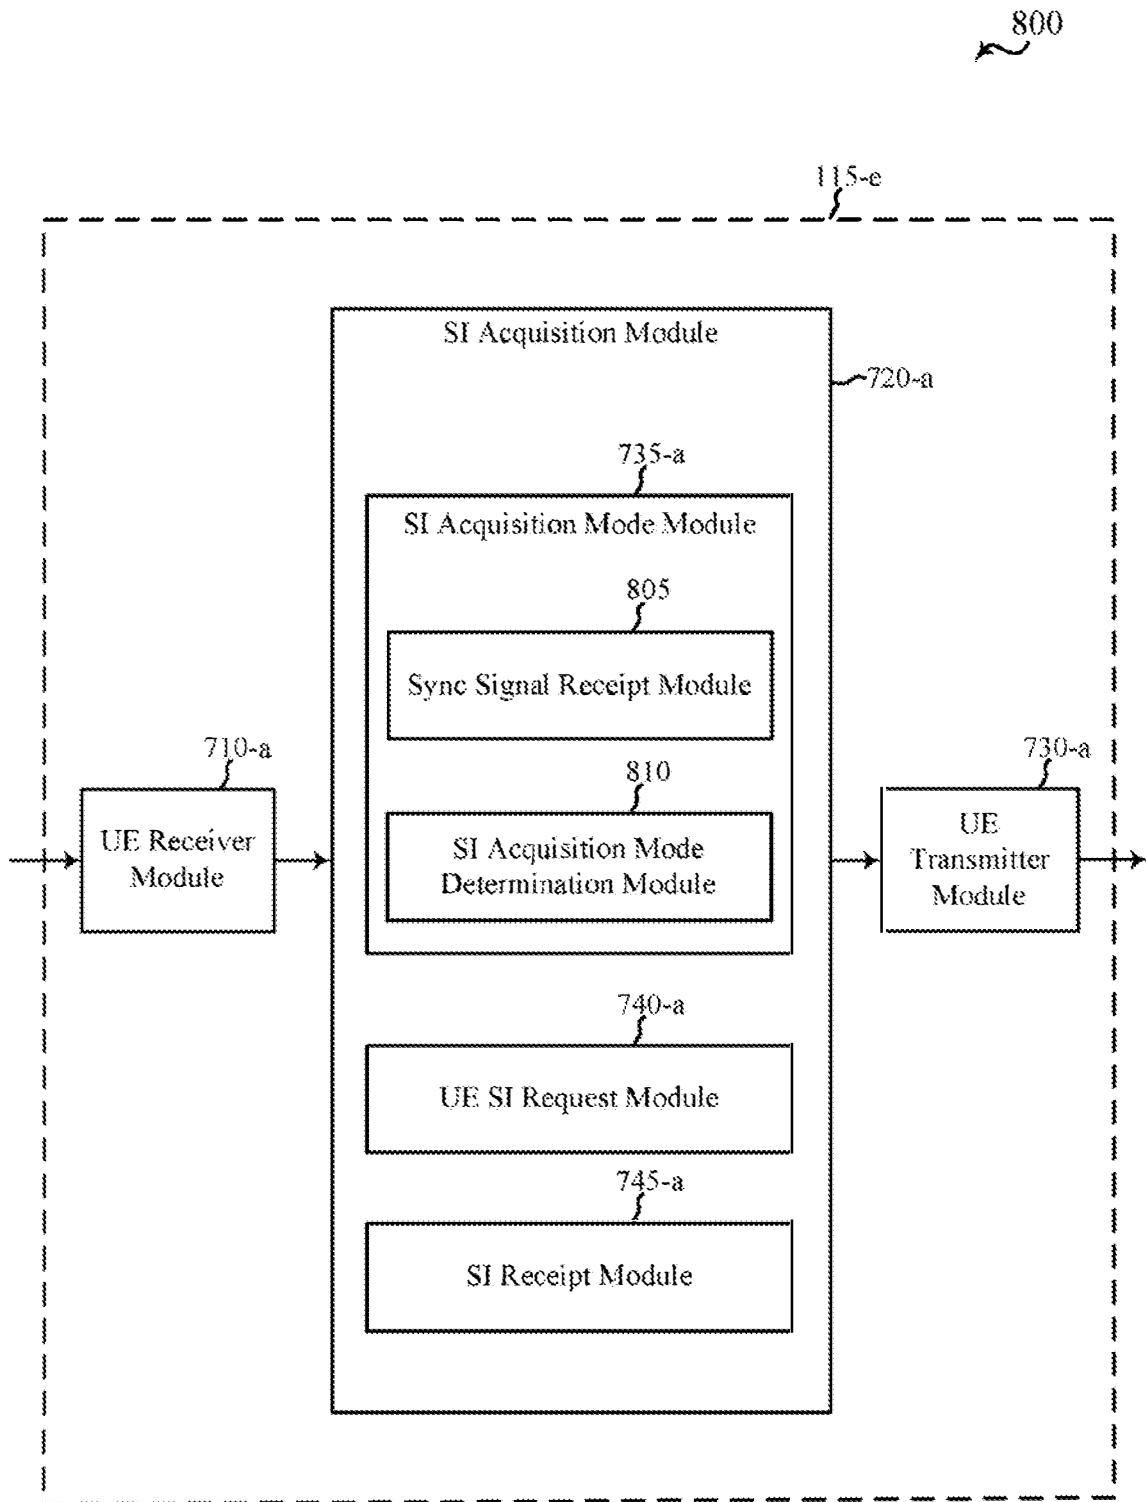 800
115-e
SI Acquisition Module
720-a
735-a
SI Acquisition Mode Module
805
Sync Signal Receipt Module
710-a
UE Receiver
Module
810
SI Acquisition Mode
Determination Module
730-a
UE
Transmitter
Module
740-a
UE SI Request Module
745-a
SI Receipt Module